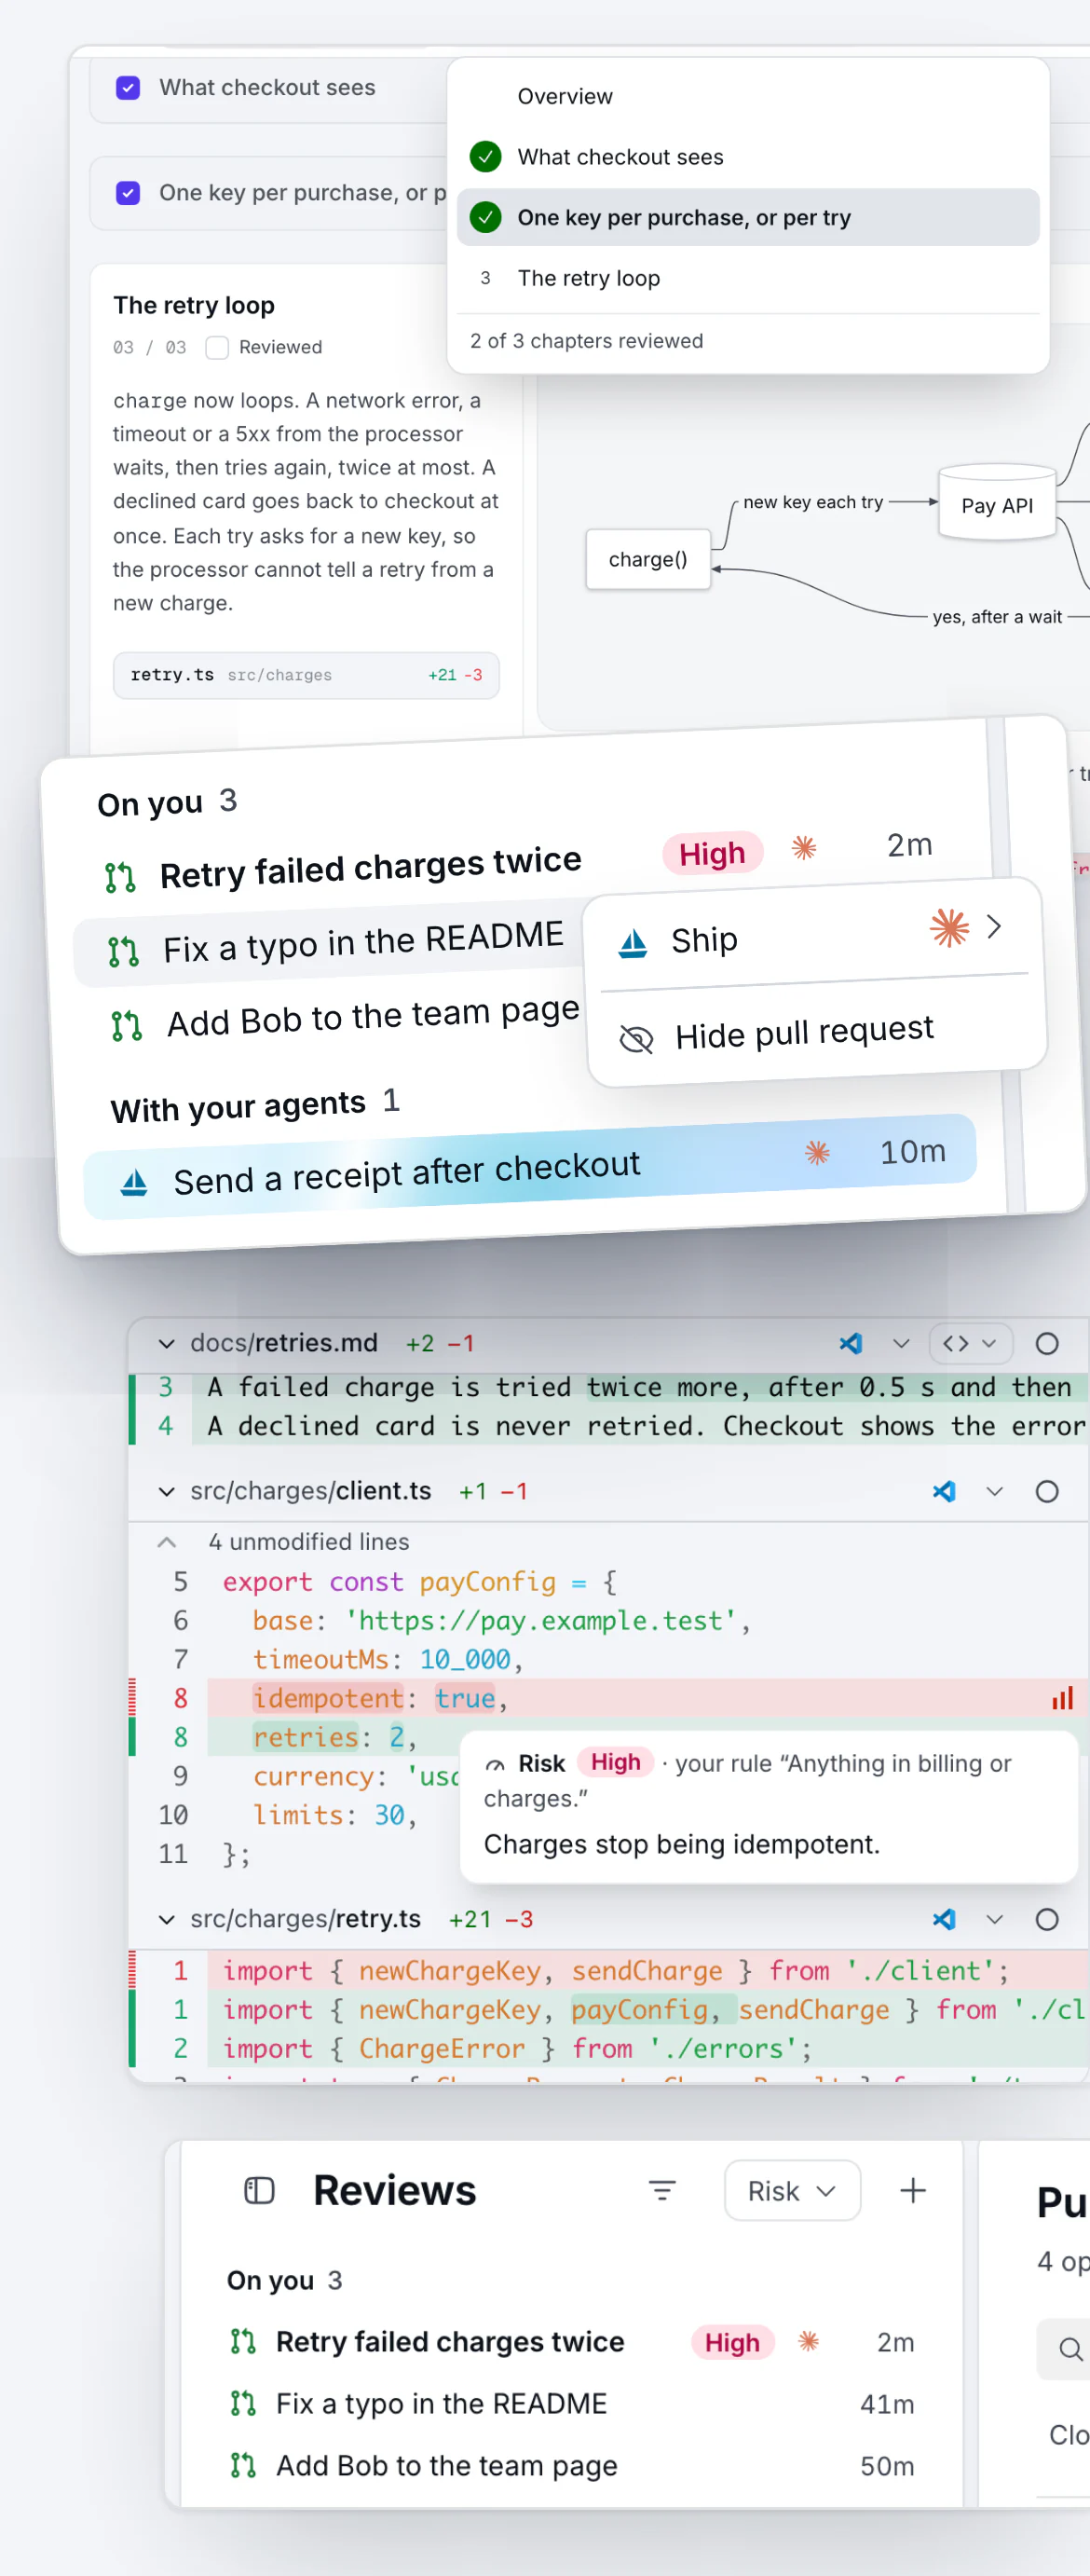 What checkout sees
One key per purchase, or p
Overview
What checkout sees
One key per purchase, or per try
3 The retry loop
2 of 3 chapters reviewed
The retry loop
03 / 03 Reviewed
charge now loops. A network error, a
timeout or a 5xx from the processor
waits, then tries again, twice at most. A
declined card goes back to checkout at
once. Each try asks for a new key, so
the processor cannot tell a retry from a
new charge.
retry.ts src/charges +21 -3
charge()
new key each try
Pay API
yes, after a wait
On you 3
Retry failed charges twice High 2m
Fix a typo in the README
Add Bob to the team page
Ship
Hide pull request
With your agents 1
Send a receipt after checkout 10m
docs/retries.md +2 −1
3 A failed charge is tried twice more, after 0.5 s and then
4 A declined card is never retried. Checkout shows the error
src/charges/client.ts +1 −1
4 unmodified lines
5 export const payConfig = {
6 base: 'https://pay.example.test',
7 timeoutMs: 10_000,
8 idempotent: true,
8 retries: 2,
9 currency: 'usd
10 limits: 30,
11 };
Risk High · your rule “Anything in billing or
charges.”
Charges stop being idempotent.
src/charges/retry.ts +21 −3
1 import { newChargeKey, sendCharge } from './client';
1 import { newChargeKey, payConfig, sendCharge } from './cl
2 import { ChargeError } from './errors';
Reviews Risk
On you 3
Retry failed charges twice High 2m
Fix a typo in the README 41m
Add Bob to the team page 50m
Pu
4 op
Clo